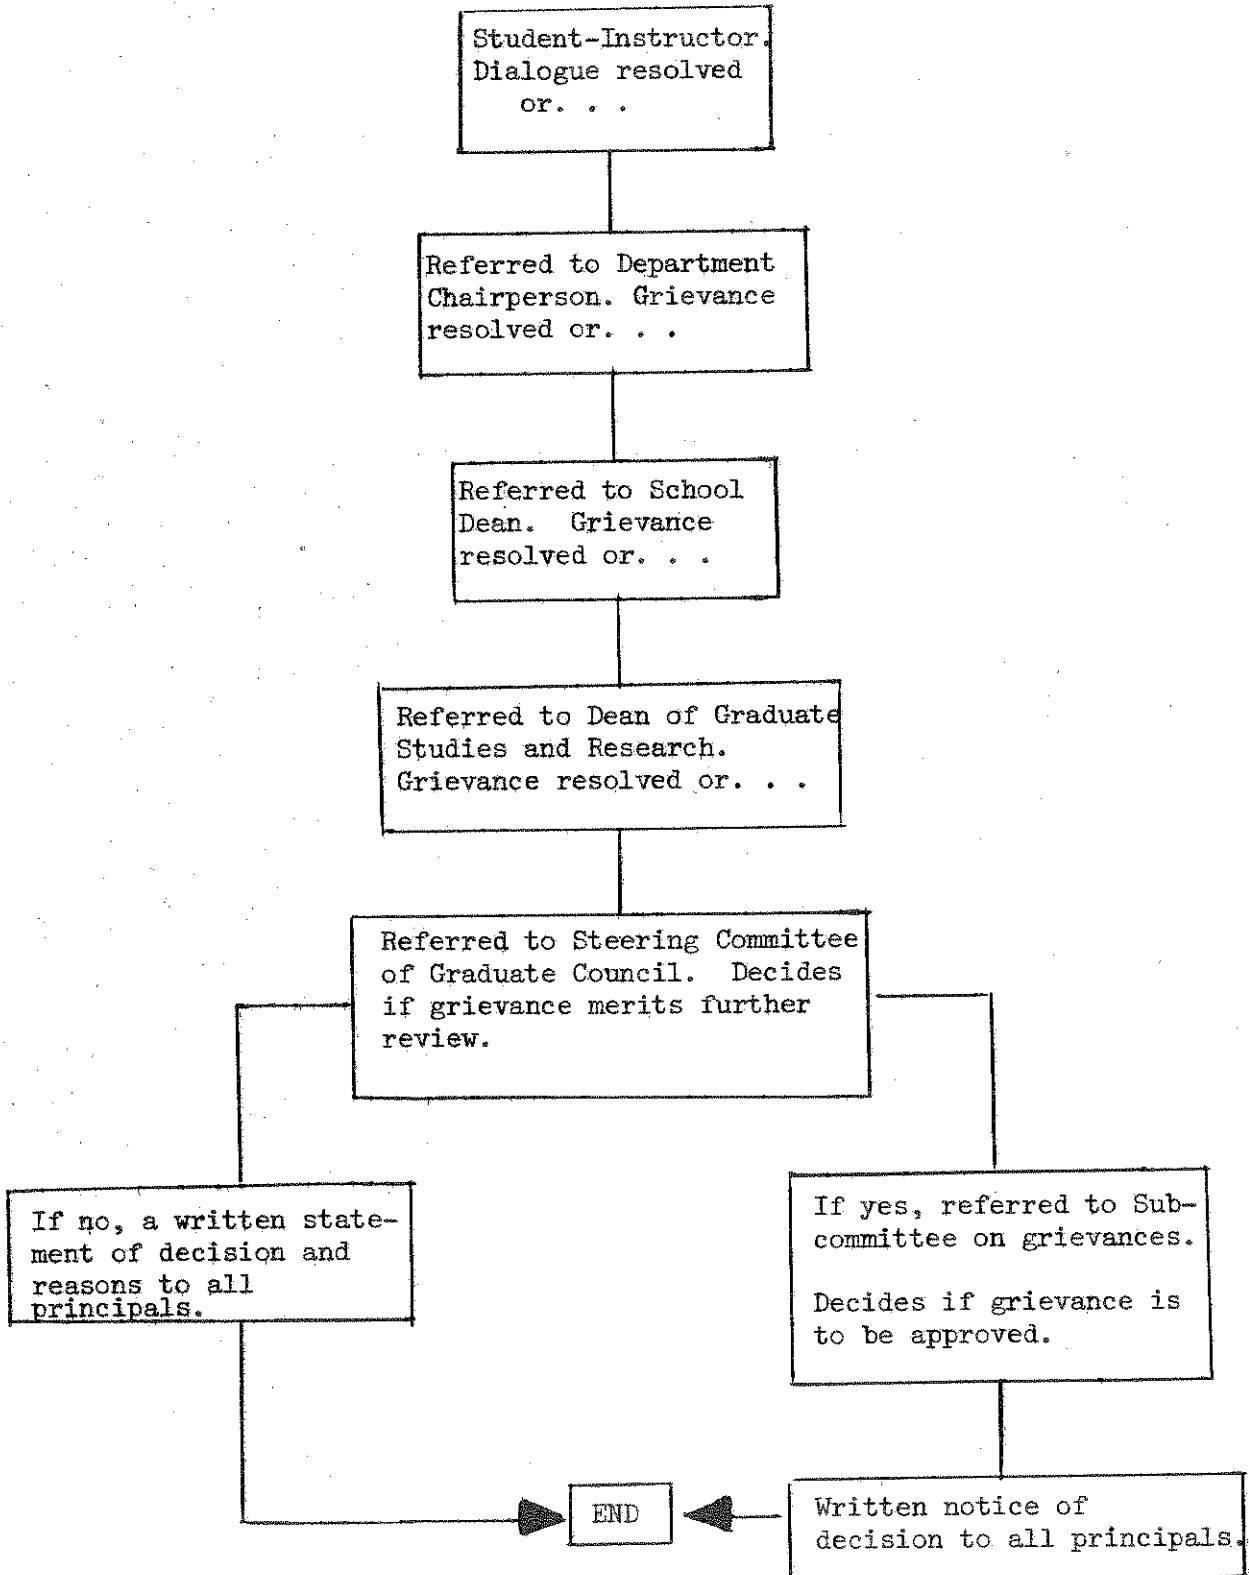 Student-Instructor.
Dialogue resolved
or. . .
Referred to Department
Chairperson. Grievance
resolved or. . .
Referred to School
Dean. Grievance
resolved or. . .
Referred to Dean of Graduate
Studies and Research.
Grievance resolved or. . .
Referred to Steering Committee
of Graduate Council. Decides
if grievance merits further
review.
If no, a written state-
ment of decision and
reasons to all
principals.
If yes, referred to Sub-
committee on grievances.
Decides if grievance is
to be approved.
END
Written notice of
decision to all principals.